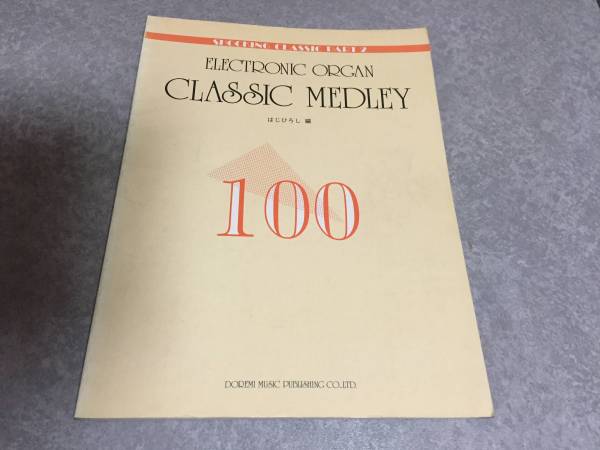 SHOCKING CLASSIC PART 2
ELECTRONIC ORGAN
CLASSIC MEDLEY
はじひろし 編
100
DOREMI MUSIC PUBLISHING CO.,LTD.